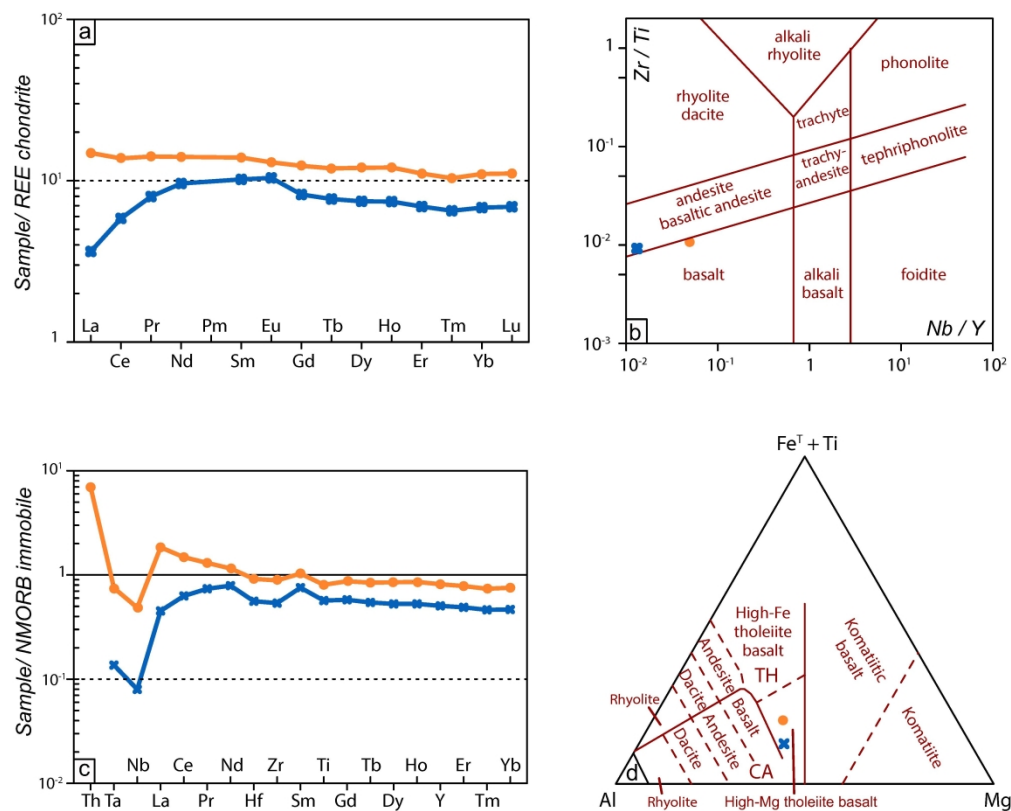 a
10²
10¹
1
Sample/ REE chondrite
La
Pr
Pm
Eu
Tb
Ho
Tm
Lu
Ce
Nd
Sm
Gd
Dy
Er
Yb
b
Zr / Ti
1
10⁻¹
10⁻²
10⁻³
alkali
rhyolite
phonolite
rhyolite
dacite
trachyte
tephriphonolite
trachy-
andesite
andesite
basaltic andesite
basalt
alkali
basalt
foidite
Nb / Y
10⁻²
10⁻¹
1
10¹
10²
c
10¹
1
10⁻¹
10⁻²
Sample/ NMORB immobile
Nb
Ce
Nd
Zr
Ti
Tb
Ho
Er
Yb
Th
Ta
La
Pr
Hf
Sm
Gd
Dy
Y
Tm
Feᵀ + Ti
High-Fe
tholeiite
basalt
TH
Komatiitic
basalt
Komatiite
Andesite
Dacite
Rhyolite
Basalt
Andesite
Dacite
CA
d
Al
Mg
Rhyolite
High-Mg tholeiite basalt